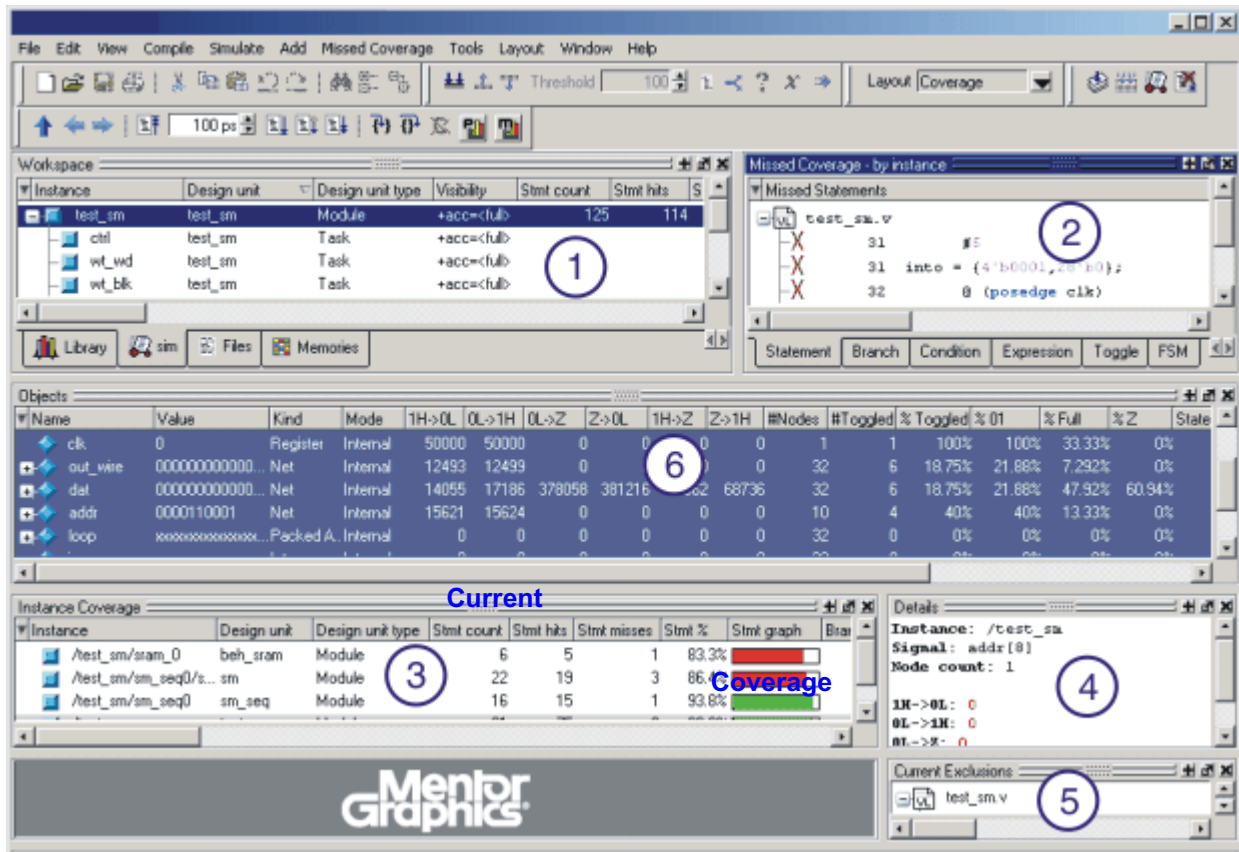 File Edit View Compile Simulate Add Missed Coverage Tools Layout Window Help
Threshold 100 Layout Coverage
100 ps
Workspace
Instance Design unit Design unit type Visibility Stmt count Stmt hits S
test_sm test_sm Module +acc=<full> 125 114
ctrl test_sm Task +acc=<full>
wt_wd test_sm Task +acc=<full>
wt_blk test_sm Task +acc=<full>
1
Library sim Files Memories
Missed Coverage - by instance
Missed Statements
test_sm.v
X 31 #5
X 31 into = {4'b0001,28'b0};
X 32 @ (posedge clk)
2
Statement Branch Condition Expression Toggle FSM
Objects
Name Value Kind Mode 1H->0L 0L->1H 0L->Z Z->0L 1H->Z Z->1H #Nodes #Toggled % Toggled % 01 % Full % Z State
clk 0 Register Internal 50000 50000 0 0 0 0 1 1 100% 100% 33.33% 0%
out_wire 000000000000... Net Internal 12493 12499 0 0 0 32 6 18.75% 21.88% 7.292% 0%
dat 000000000000... Net Internal 14055 17186 378058 381216 68736 32 6 18.75% 21.88% 47.92% 60.94%
addr 0000110001 Net Internal 15621 15624 0 0 0 0 10 4 40% 40% 13.33% 0%
loop xxxxxxxxxxxxxxxx... Packed A.. Internal 0 0 0 0 0 0 32 0 0% 0% 0% 0%
6
Instance Coverage
Current
Instance Design unit Design unit type Stmt count Stmt hits Stmt misses Stmt % Stmt graph Bran
/test_sm/sram_0 beh_sram Module 6 5 1 83.3%
/test_sm/sm_seq0/s... sm Module 22 19 3 86.4%
/test_sm/sm_seq0 sm_seq Module 16 15 1 93.8%
3
Coverage
Details
Instance: /test_sm
Signal: addr[8]
Node count: 1
1H->0L: 0
0L->1H: 0
0L->Z: 0
4
Mentor
Graphics
Current Exclusions
test_sm.v
5